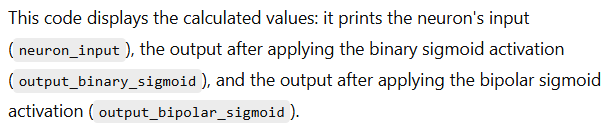 This code displays the calculated values: it prints the neuron's input
( neuron_input ), the output after applying the binary sigmoid activation
( output_binary_sigmoid ), and the output after applying the bipolar sigmoid
activation ( output_bipolar_sigmoid ).